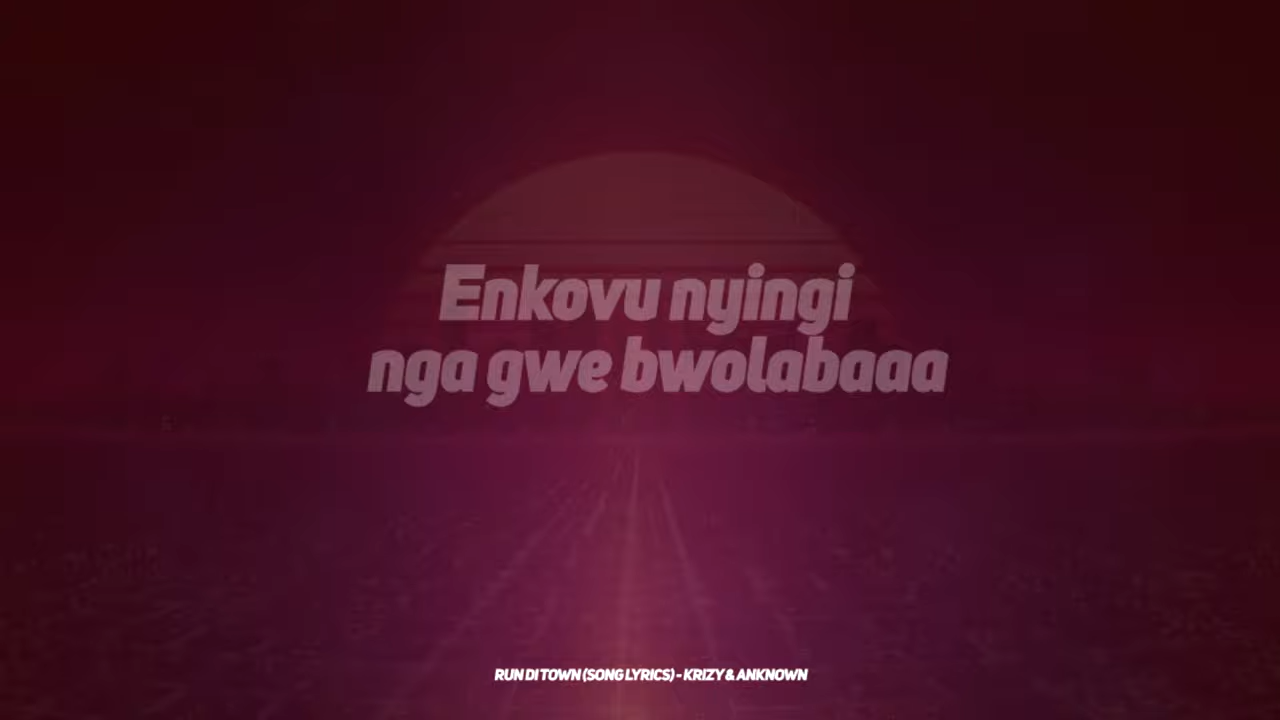 Enkovu nyingi
nga gwe bwolabaaa
RUN DI TOWN (SONG LYRICS) - KRIZY & ANKNOWN